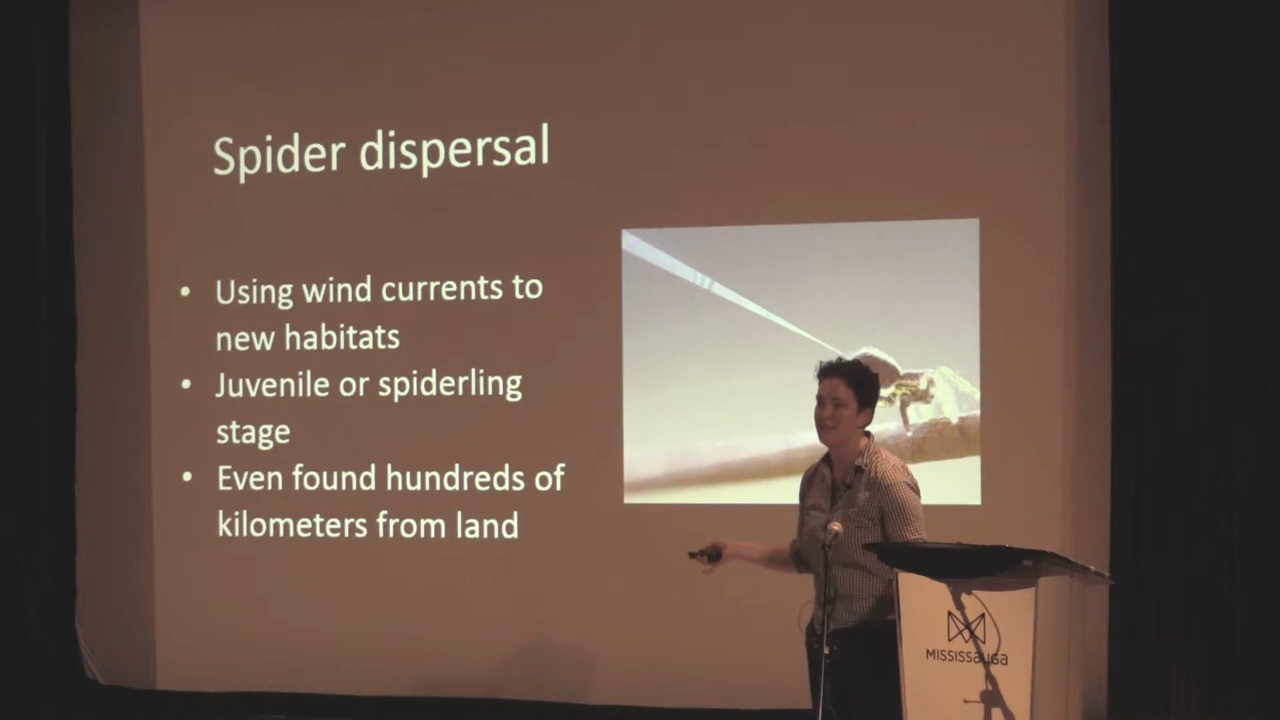 Spider dispersal
• Using wind currents to
new habitats
• Juvenile or spiderling
stage
• Even found hundreds of
kilometers from land
MISSISSAUGA